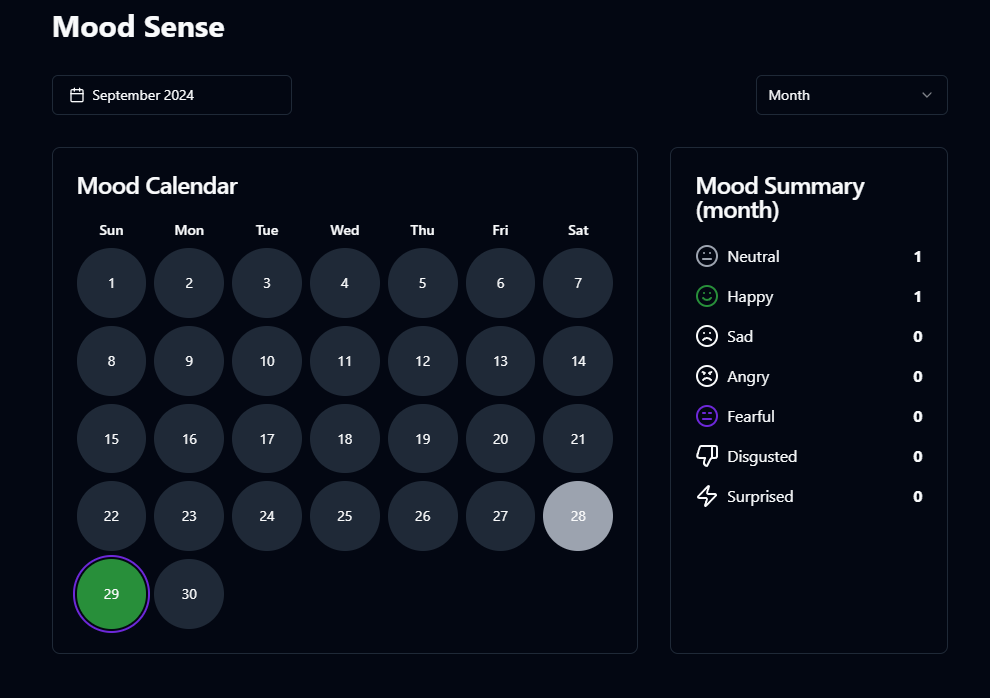 Mood Sense
September 2024
Month
Mood Calendar
Sun Mon Tue Wed Thu Fri Sat
1 2 3 4 5 6 7
8 9 10 11 12 13 14
15 16 17 18 19 20 21
22 23 24 25 26 27 28
29 30
Mood Summary
(month)
Neutral 1
Happy 1
Sad 0
Angry 0
Fearful 0
Disgusted 0
Surprised 0